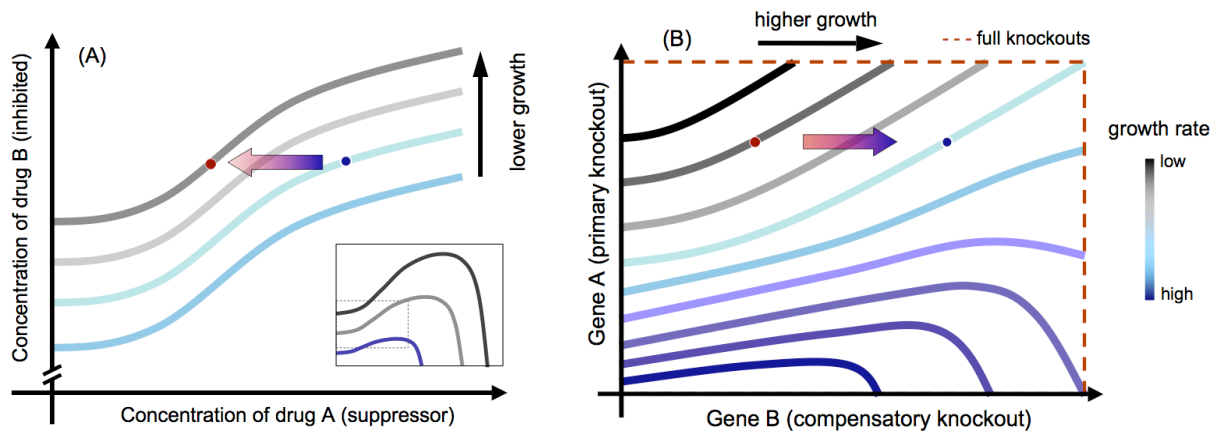 (A)
Concentration of drug B (inhibited)
lower growth
Concentration of drug A (suppressor)
higher growth
(B)
full knockouts
Gene A (primary knockout)
growth rate
low
high
Gene B (compensatory knockout)